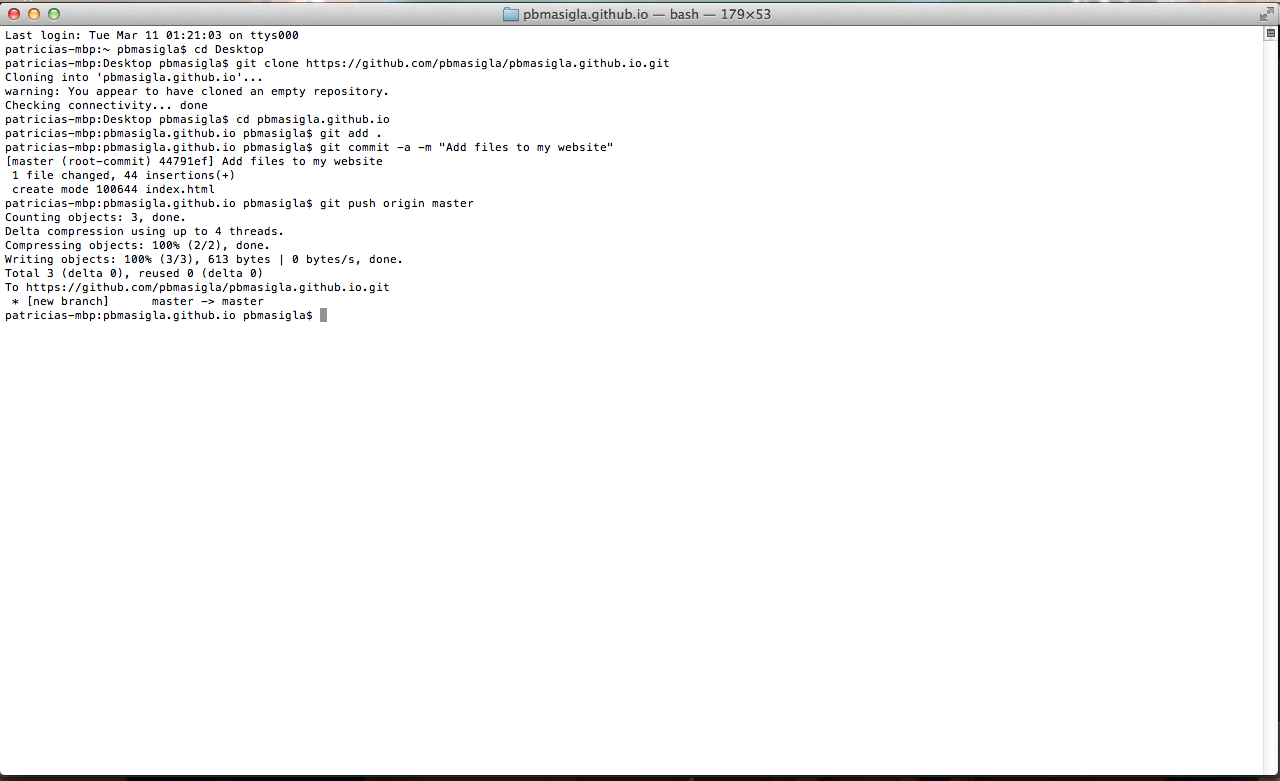 pbmasigla.github.io — bash — 179×53
Last login: Tue Mar 11 01:21:03 on ttys000
patricias-mbp:~ pbmasigla$ cd Desktop
patricias-mbp:Desktop pbmasigla$ git clone https://github.com/pbmasigla/pbmasigla.github.io.git
Cloning into 'pbmasigla.github.io'...
warning: You appear to have cloned an empty repository.
Checking connectivity... done
patricias-mbp:Desktop pbmasigla$ cd pbmasigla.github.io
patricias-mbp:pbmasigla.github.io pbmasigla$ git add .
patricias-mbp:pbmasigla.github.io pbmasigla$ git commit -a -m "Add files to my website"
[master (root-commit) 44791ef] Add files to my website
 1 file changed, 44 insertions(+)
 create mode 100644 index.html
patricias-mbp:pbmasigla.github.io pbmasigla$ git push origin master
Counting objects: 3, done.
Delta compression using up to 4 threads.
Compressing objects: 100% (2/2), done.
Writing objects: 100% (3/3), 613 bytes | 0 bytes/s, done.
Total 3 (delta 0), reused 0 (delta 0)
To https://github.com/pbmasigla/pbmasigla.github.io.git
 * [new branch]      master -> master
patricias-mbp:pbmasigla.github.io pbmasigla$